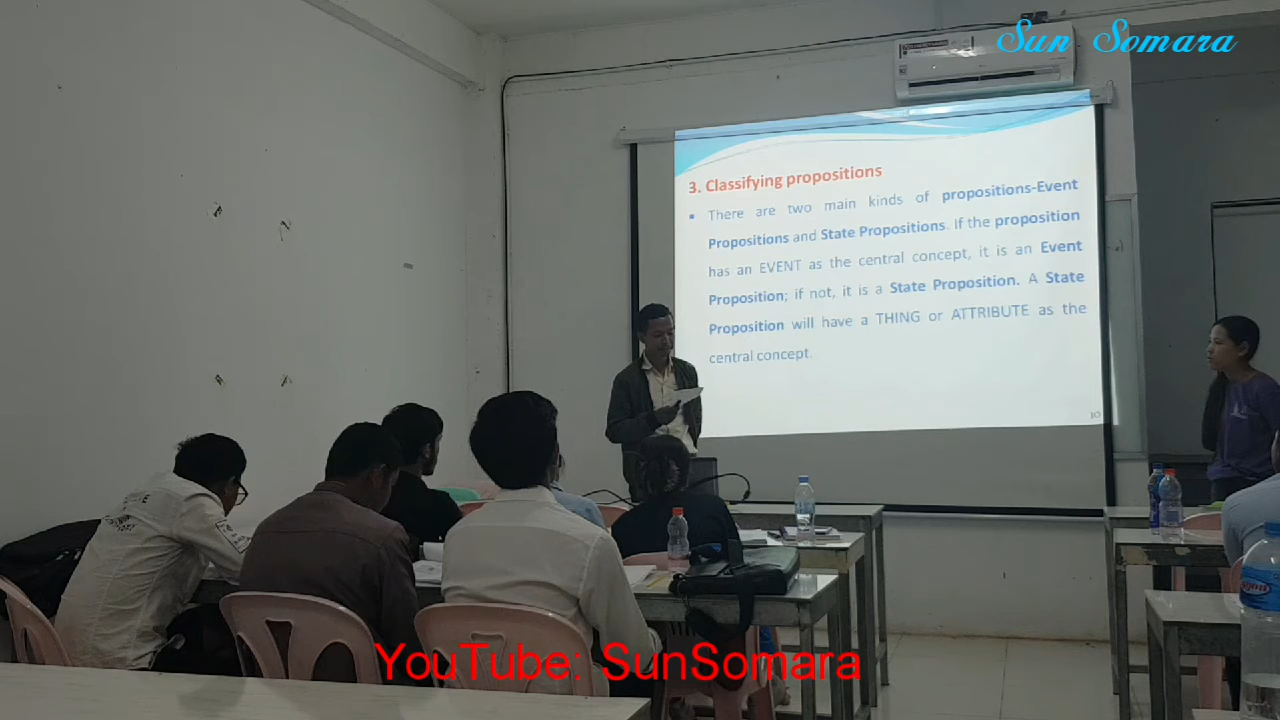 Sun Somara
3. Classifying propositions
There are two main kinds of propositions-Event
Propositions and State Propositions. If the proposition
has an EVENT as the central concept, it is an Event
Proposition; if not, it is a State Proposition. A State
Proposition will have a THING or ATTRIBUTE as the
central concept.
10
YouTube: SunSomara